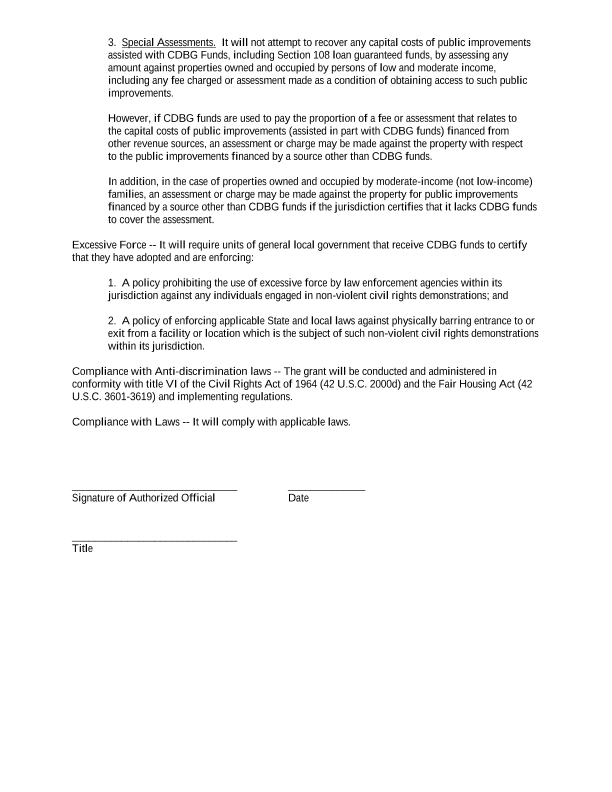 3.  Special Assessments.  It will not attempt to recover any capital costs of public improvements
assisted with CDBG Funds, including Section 108 loan guaranteed funds, by assessing any
amount against properties owned and occupied by persons of low and moderate income,
including any fee charged or assessment made as a condition of obtaining access to such public
improvements.
However, if CDBG funds are used to pay the proportion of a fee or assessment that relates to
the capital costs of public improvements (assisted in part with CDBG funds) financed from
other revenue sources, an assessment or charge may be made against the property with respect
to the public improvements financed by a source other than CDBG funds.
In addition, in the case of properties owned and occupied by moderate-income (not low-income)
families, an assessment or charge may be made against the property for public improvements
financed by a source other than CDBG funds if the jurisdiction certifies that it lacks CDBG funds
to cover the assessment.
Excessive Force -- It will require units of general local government that receive CDBG funds to certify
that they have adopted and are enforcing:
1.  A policy prohibiting the use of excessive force by law enforcement agencies within its
jurisdiction against any individuals engaged in non-violent civil rights demonstrations; and
2.  A policy of enforcing applicable State and local laws against physically barring entrance to or
exit from a facility or location which is the subject of such non-violent civil rights demonstrations
within its jurisdiction.
Compliance with Anti-discrimination laws -- The grant will be conducted and administered in
conformity with title VI of the Civil Rights Act of 1964 (42 U.S.C. 2000d) and the Fair Housing Act (42
U.S.C. 3601-3619) and implementing regulations.
Compliance with Laws -- It will comply with applicable laws.
Signature of Authorized Official Date
Title